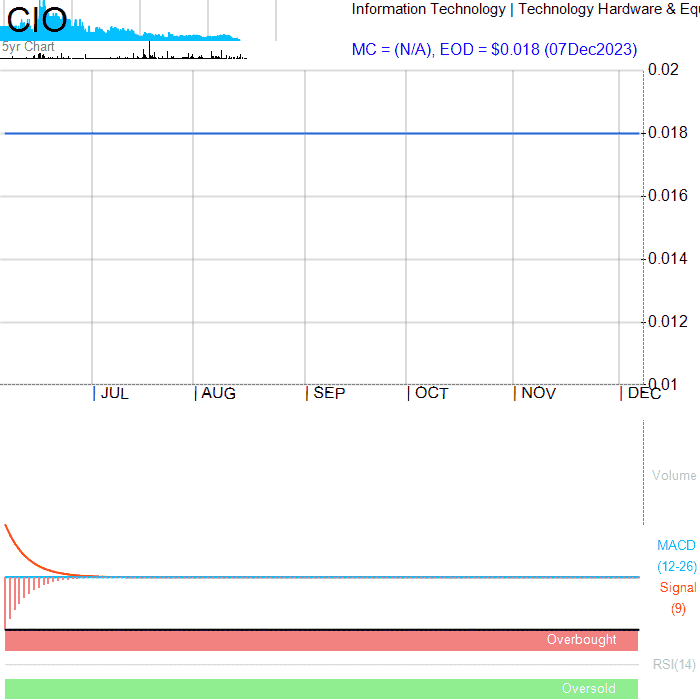 CIO
Information Technology | Technology Hardware & Equ
5yr Chart
MC = (N/A), EOD = $0.018 (07Dec2023)
0.02
0.018
0.016
0.014
0.012
0.01
JUL
AUG
SEP
OCT
NOV
DEC
Volume
MACD
(12-26)
Signal
(9)
Overbought
RSI(14)
Oversold